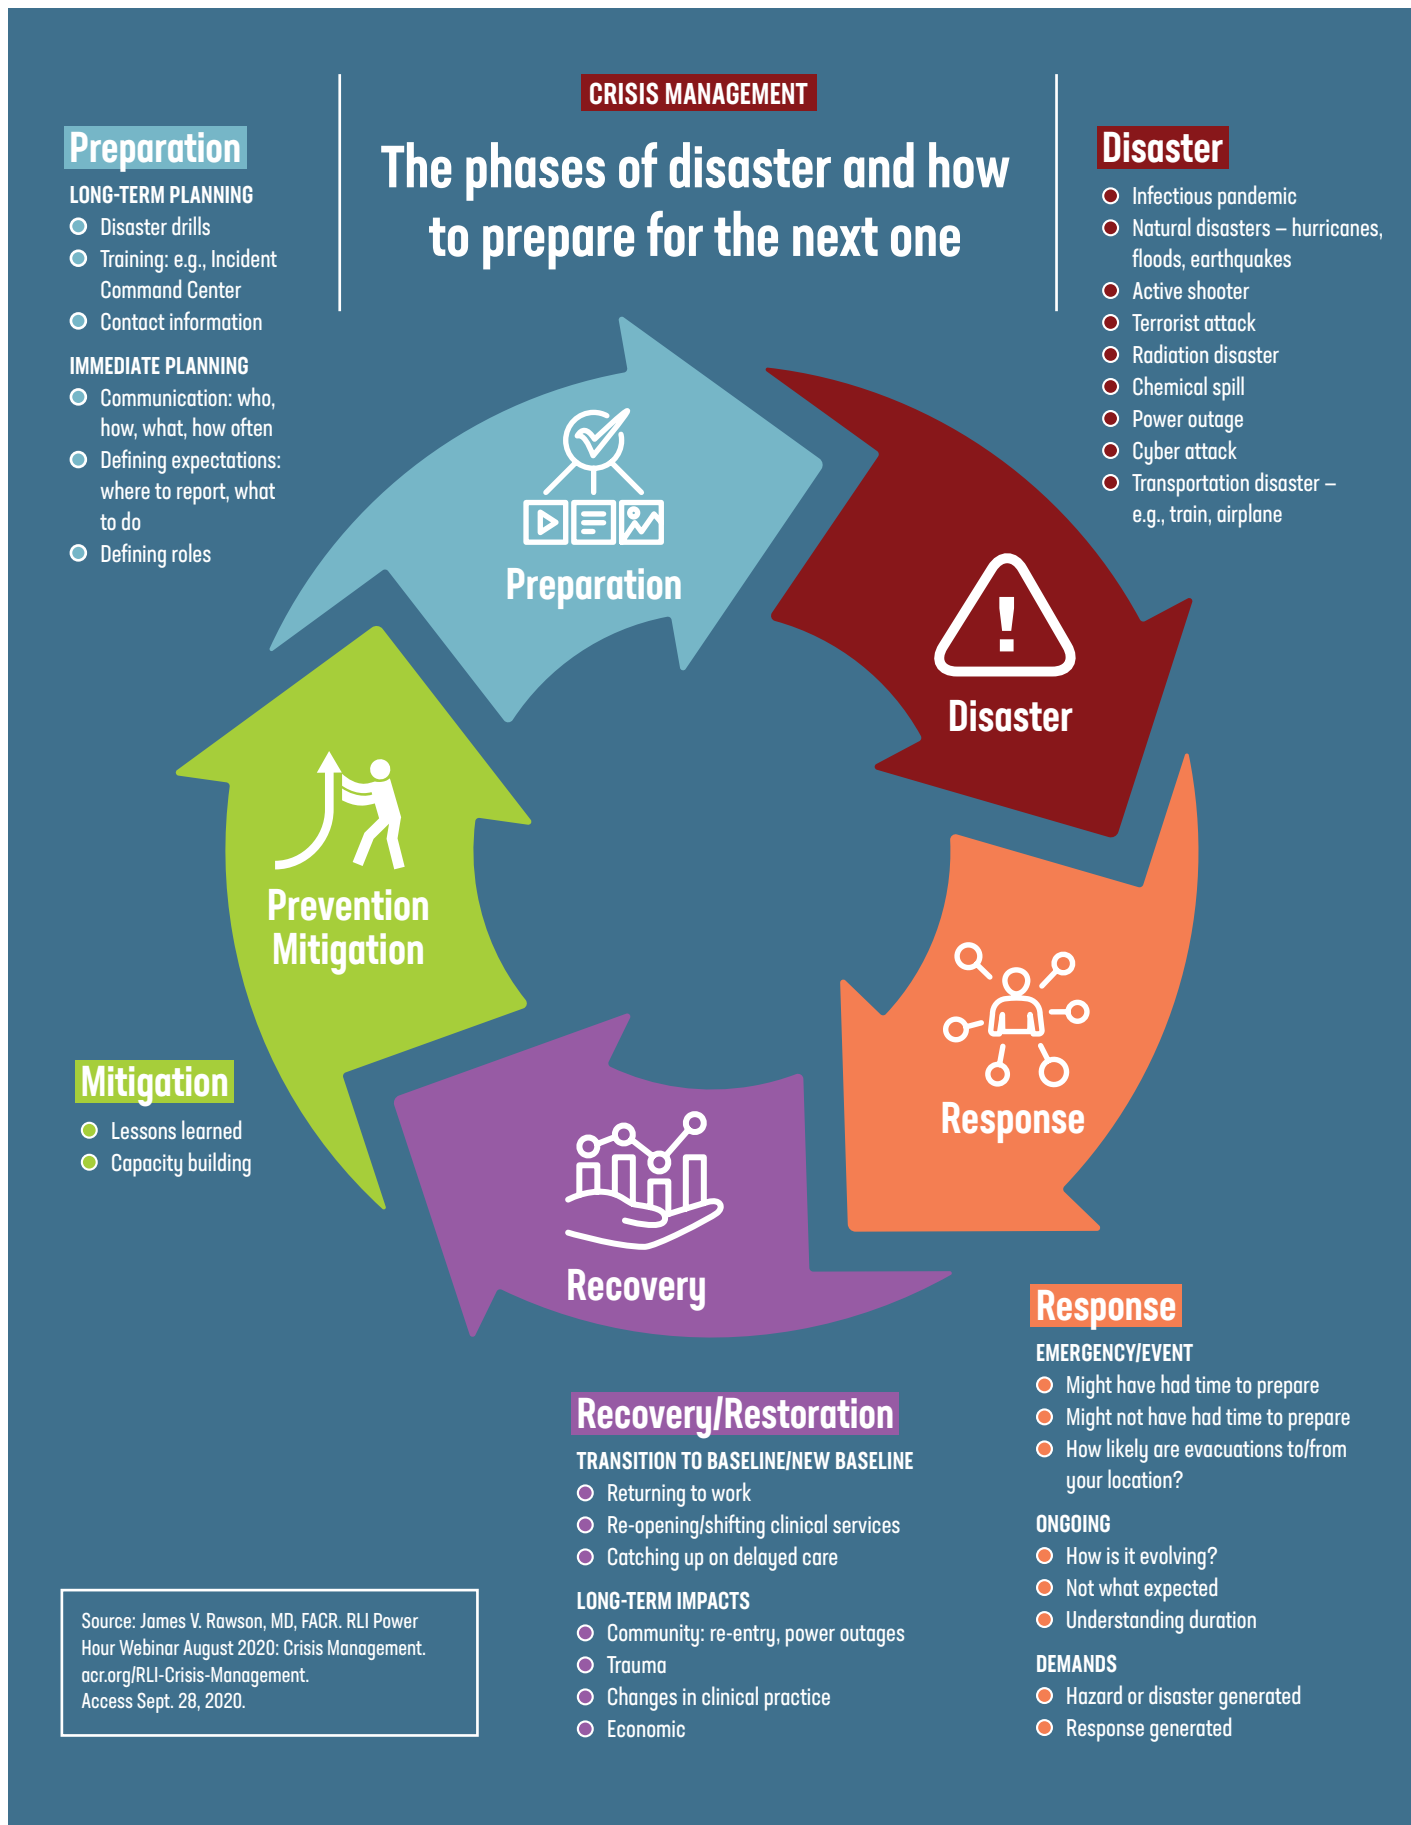 CRISIS MANAGEMENT
The phases of disaster and how
to prepare for the next one
Preparation
LONG-TERM PLANNING
Disaster drills
Training: e.g., Incident
Command Center
Contact information
IMMEDIATE PLANNING
Communication: who,
how, what, how often
Defining expectations:
where to report, what
to do
Defining roles
Disaster
Infectious pandemic
Natural disasters – hurricanes,
floods, earthquakes
Active shooter
Terrorist attack
Radiation disaster
Chemical spill
Power outage
Cyber attack
Transportation disaster –
e.g., train, airplane
Preparation
Disaster
Prevention
Mitigation
Response
Recovery
Mitigation
Lessons learned
Capacity building
Response
EMERGENCY/EVENT
Might have had time to prepare
Might not have had time to prepare
How likely are evacuations to/from
your location?
ONGOING
How is it evolving?
Not what expected
Understanding duration
DEMANDS
Hazard or disaster generated
Response generated
Recovery/Restoration
TRANSITION TO BASELINE/NEW BASELINE
Returning to work
Re-opening/shifting clinical services
Catching up on delayed care
LONG-TERM IMPACTS
Community: re-entry, power outages
Trauma
Changes in clinical practice
Economic
Source: James V. Rawson, MD, FACR. RLI Power
Hour Webinar August 2020: Crisis Management.
acr.org/RLI-Crisis-Management.
Access Sept. 28, 2020.